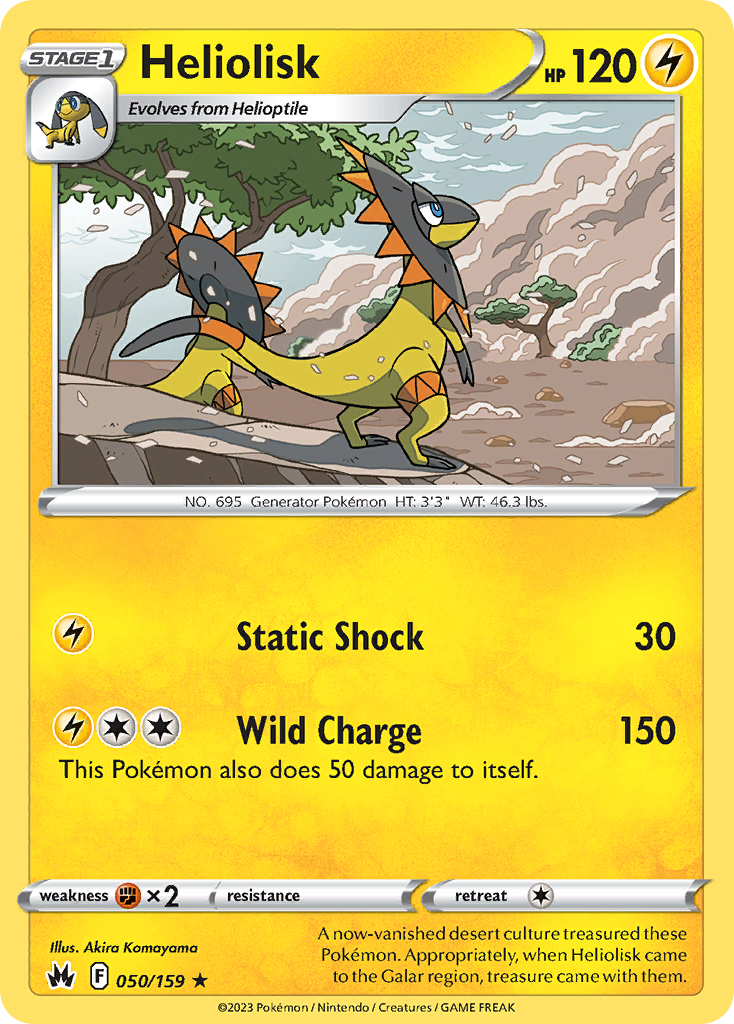 STAGE1
Heliolisk
HP 120
Evolves from Helioptile
NO. 695 Generator Pokémon HT: 3'3" WT: 46.3 lbs.
Static Shock 30
Wild Charge 150
This Pokémon also does 50 damage to itself.
weakness ×2 resistance retreat
Illus. Akira Komayama
F 050/159 ★
A now-vanished desert culture treasured these
Pokémon. Appropriately, when Heliolisk came
to the Galar region, treasure came with them.
©2023 Pokémon / Nintendo / Creatures / GAME FREAK